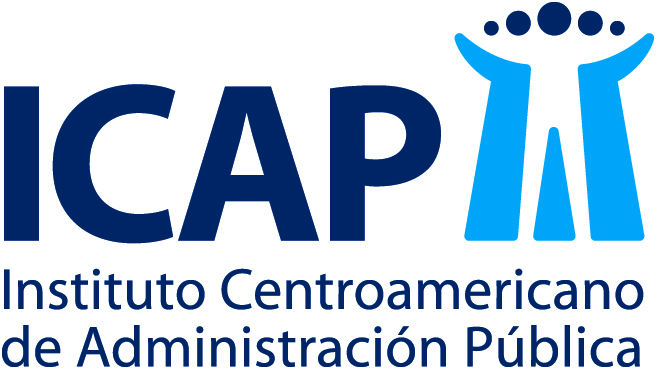 ICAP
Instituto Centroamericano
de Administración Pública